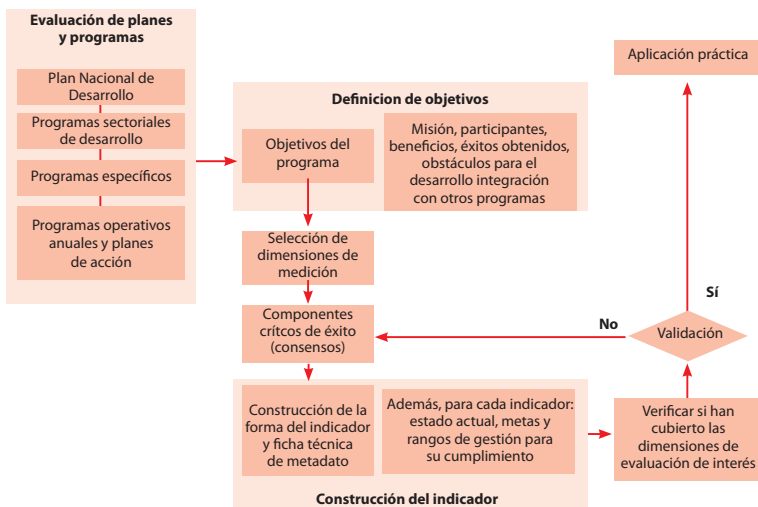 Evaluación de planes
y programas
Plan Nacional de
Desarrollo
Programas sectoriales
de desarrollo
Programas específicos
Programas operativos
anuales y planes
de acción
Definicion de objetivos
Objetivos del
programa
Misión, participantes,
beneficios, éxitos obtenidos,
obstáculos para el
desarrollo integración
con otros programas
Selección de
dimensiones de
medición
Componentes
crítcos de éxito
(consensos)
Construcción de la
forma del indicador
y ficha técnica
de metadato
Además, para cada indicador:
estado actual, metas y
rangos de gestión para
su cumplimiento
Construcción del indicador
Verificar si han
cubierto las
dimensiones de
evaluación de interés
Validación
No
Sí
Aplicación práctica